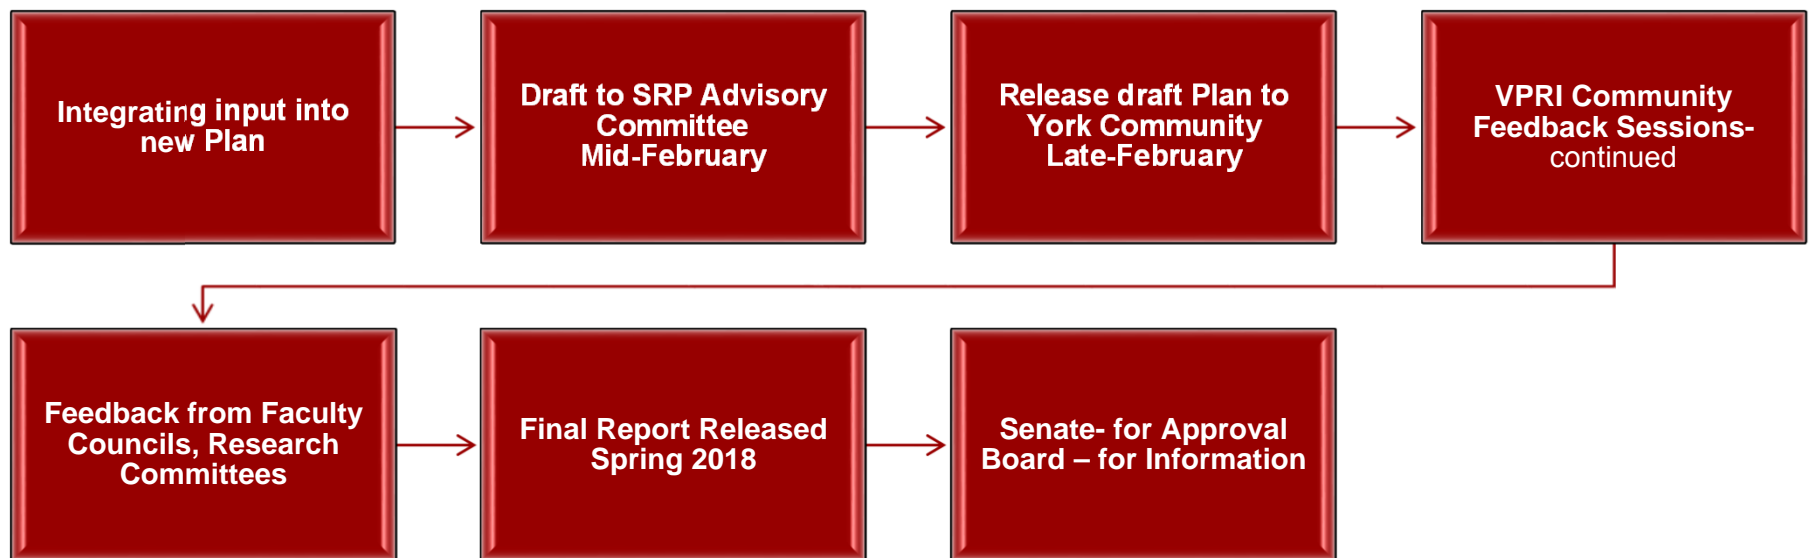 Integrating input into
new Plan
Draft to SRP Advisory
Committee
Mid-February
Release draft Plan to
York Community
Late-February
VPRI Community
Feedback Sessions-
continued
Feedback from Faculty
Councils, Research
Committees
Final Report Released
Spring 2018
Senate- for Approval
Board – for Information